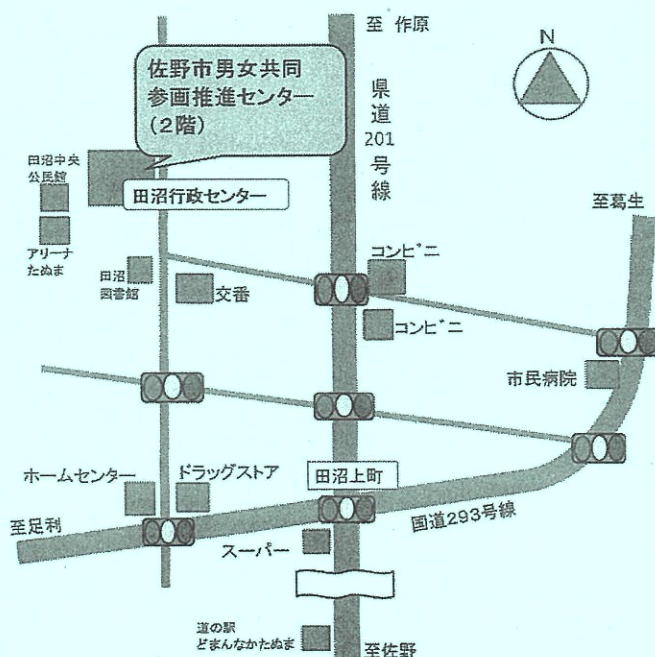 至 作原
N
佐野市男女共同
参画推進センター
(2階)
県道201号線
田沼中央
公民館
田沼行政センター
至葛生
アリーナ
たぬま
コンビニ
田沼
図書館
交番
コンビニ
市民病院
ホームセンター
ドラッグストア
田沼上町
至足利
国道293号線
スーパー
道の駅
どまんなかたぬま
至佐野